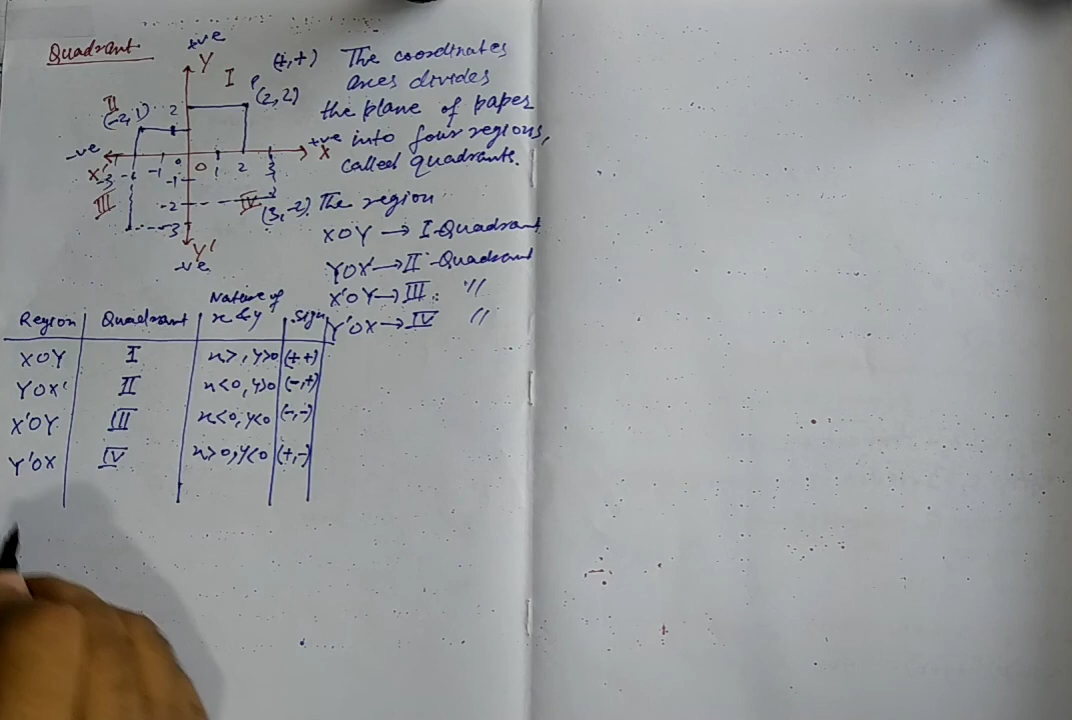 Quadrant
+ve
Y
I
(+,+)
P
(2,2)
II
(-2,1)
2
-ve
+ve
X'
X
-3 -2 -1 0 0 1 2 3
-1
-2
-3
III
IV
(3,-2)
Y'
-ve
The coordinates
axes divides
the plane of paper
into four regions,
called quadrants.
The region
XOY → I-Quadrant
YOX' → II-Quadrant
X'OY → III "
Y'OX → IV "
Region Quadrant Nature of x & y Sign
XOY I x>, y>0 (++)
YOX' II x<0, y>0 (-,+)
X'OY III x<0, y<0 (-,-)
Y'OX IV x>0, y<0 (+,-)